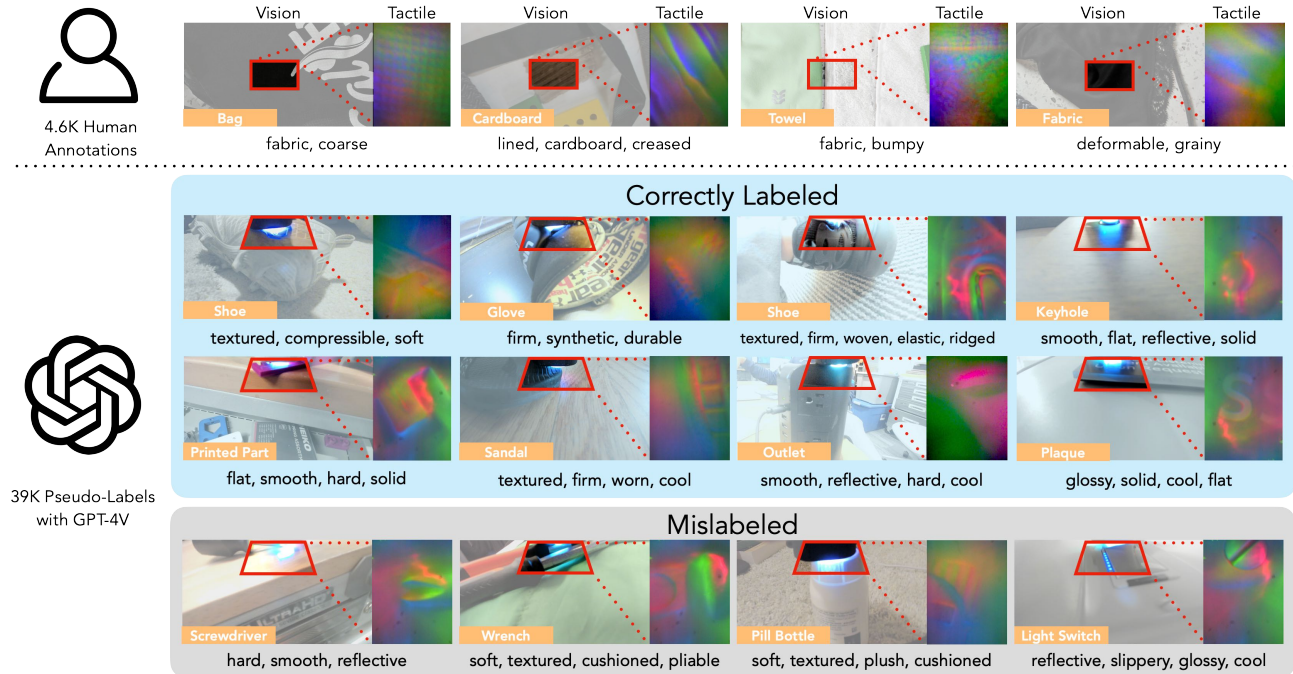 Vision Tactile Vision Tactile Vision Tactile Vision Tactile
Bag Cardboard Towel Fabric
4.6K Human
Annotations
fabric, coarse
lined, cardboard, creased
fabric, bumpy
deformable, grainy
Correctly Labeled
Shoe Glove Shoe Keyhole
textured, compressible, soft
firm, synthetic, durable
textured, firm, woven, elastic, ridged
smooth, flat, reflective, solid
Printed Part Sandal Outlet Plaque
flat, smooth, hard, solid
textured, firm, worn, cool
smooth, reflective, hard, cool
glossy, solid, cool, flat
39K Pseudo-Labels
with GPT-4V
Mislabeled
Screwdriver Wrench Pill Bottle Light Switch
hard, smooth, reflective
soft, textured, cushioned, pliable
soft, textured, plush, cushioned
reflective, slippery, glossy, cool